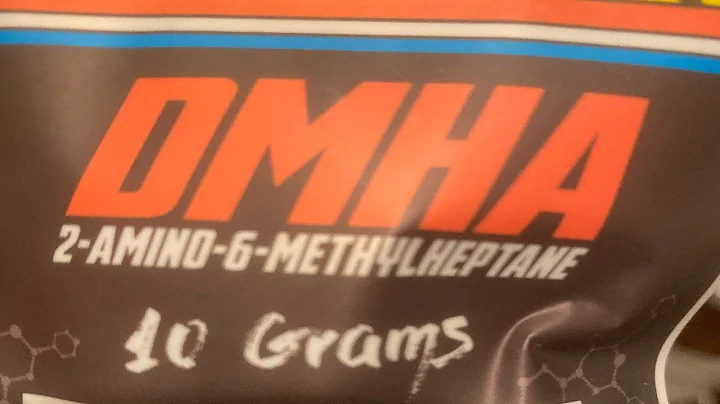 DMHA
2-AMINO-6-METHYLHEPTANE
10 Grams